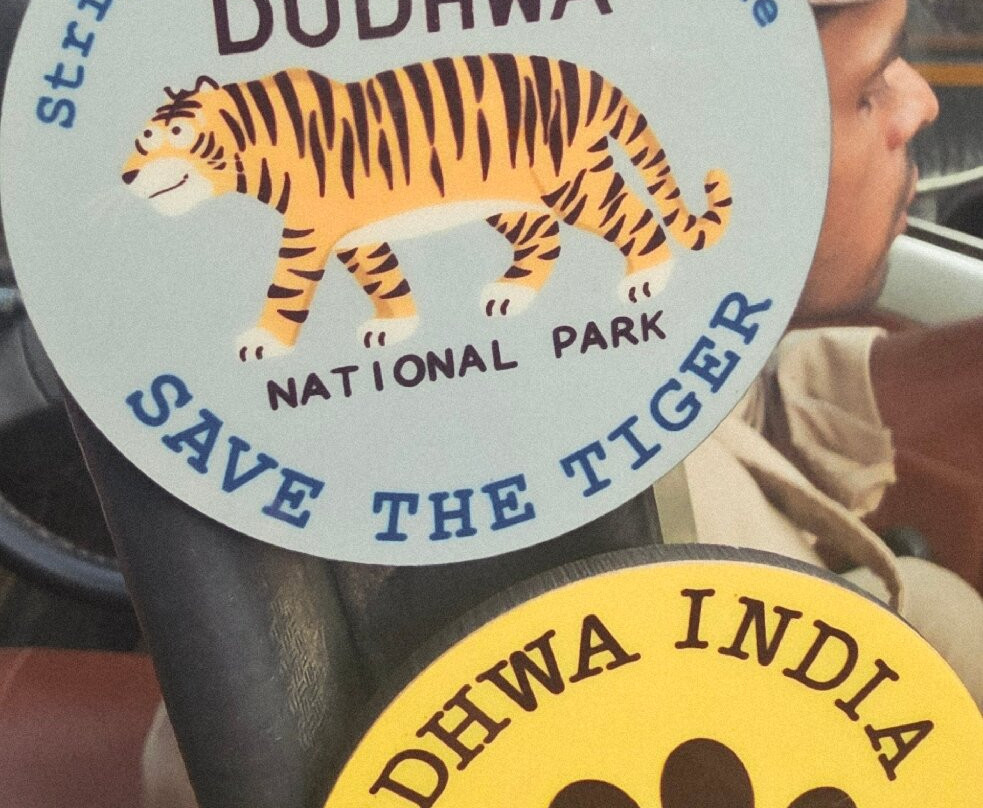 DUDHWA
NATIONAL PARK
SAVE THE TIGER
DHWA INDIA